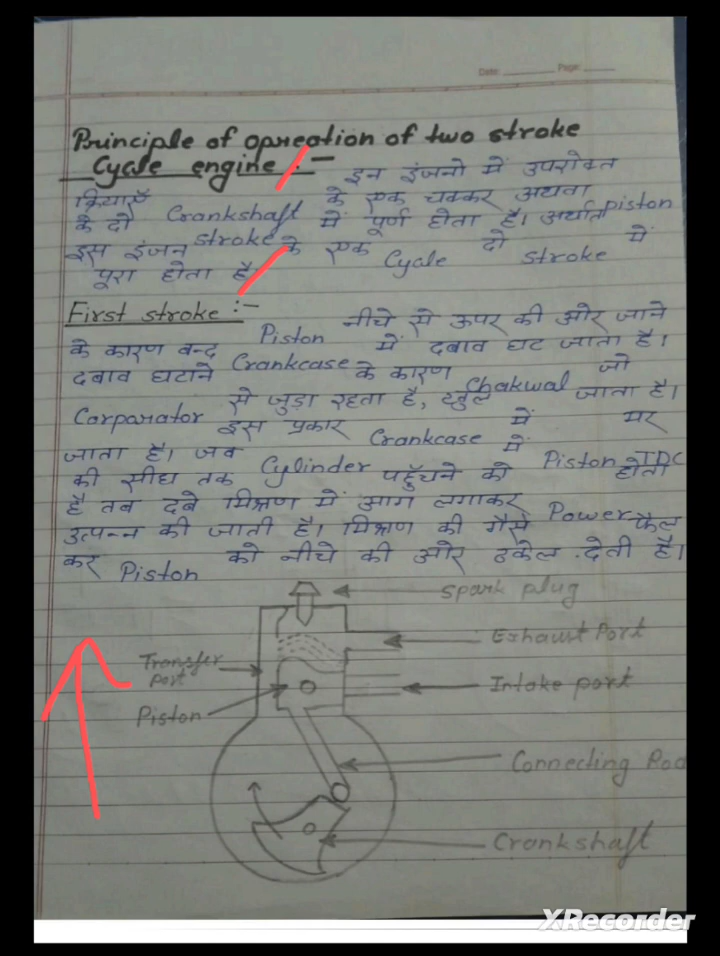 Date: Page:
Principle of opreation of two stroke
Cycle engine :-
इन इंजनो में उपरोक्त
क्रियाएँ के एक चक्कर अथवा
के दो Crankshaft में पूर्ण होता है। अर्थात piston
इस इंजन stroke के एक Cycle दो stroke में
पूरा होता है
First stroke :-
Piston नीचे से ऊपर की ओर जाने
के कारण बन्द में दबाव घट जाता है।
दबाव घटाने Crankcase के कारण जो
से जुड़ा रहता है, खुल Chakwal जाता है।
Carparator इस प्रकार Crankcase में भर
जाता है। जब में
की सीध तक Cylinder पहुँचने को Piston TDC होती
है तब दबे मिश्रण में आग लगाकर
उत्पन्न की जाती है। मिश्रण की गैसे Power फैल
कर Piston को नीचे की ओर ढकेल देती है।
Spark plug
Exhaust Port
Transfer
port
Intake port
Piston
Connecting Rod
Crankshaft
XRecorder